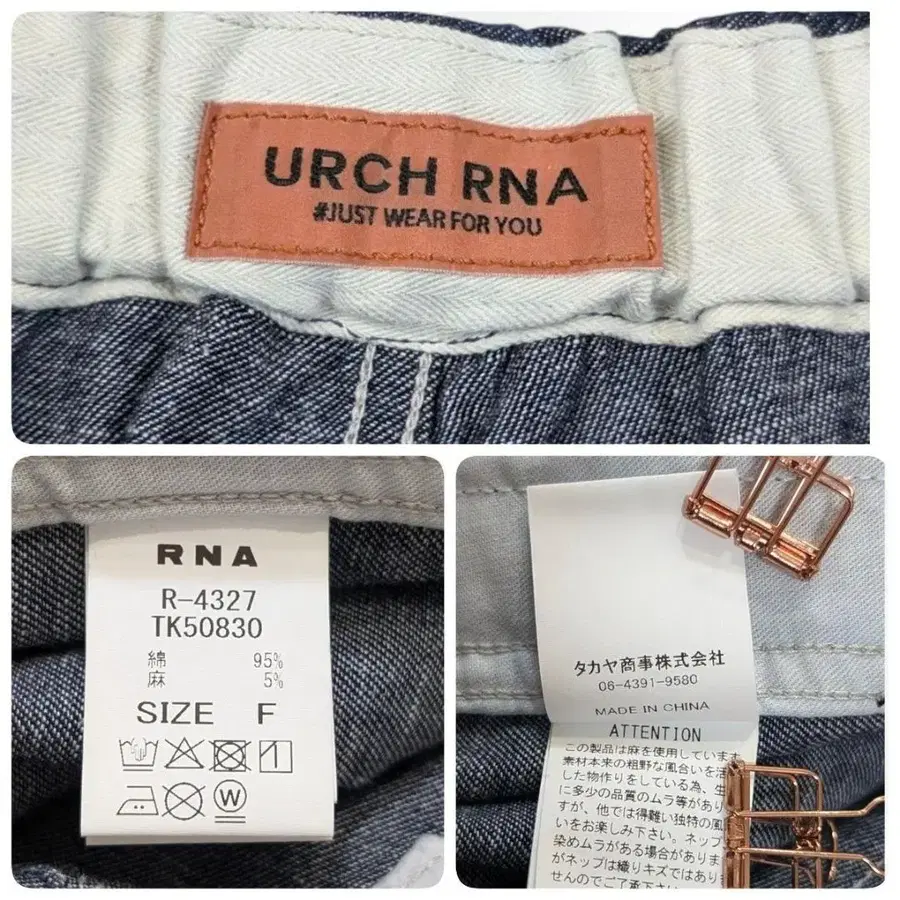 URCH RNA
#JUST WEAR FOR YOU
RNA
R-4327
TK50830
綿 95%
麻 5%
SIZE F
W
タカヤ商事株式会社
06-4391-9580
MADE IN CHINA
ATTENTION
この製品は麻を使用しています
素材本来の粗野な風合いを活
した物作りをしている為、生
に多少の品質のムラ等があり
すが、他では得難い独特の風
いをお楽しみ下さい。ネップ
染めムラがある場合がありま
がネップは織りキズではあり
せんのでご了承下さい